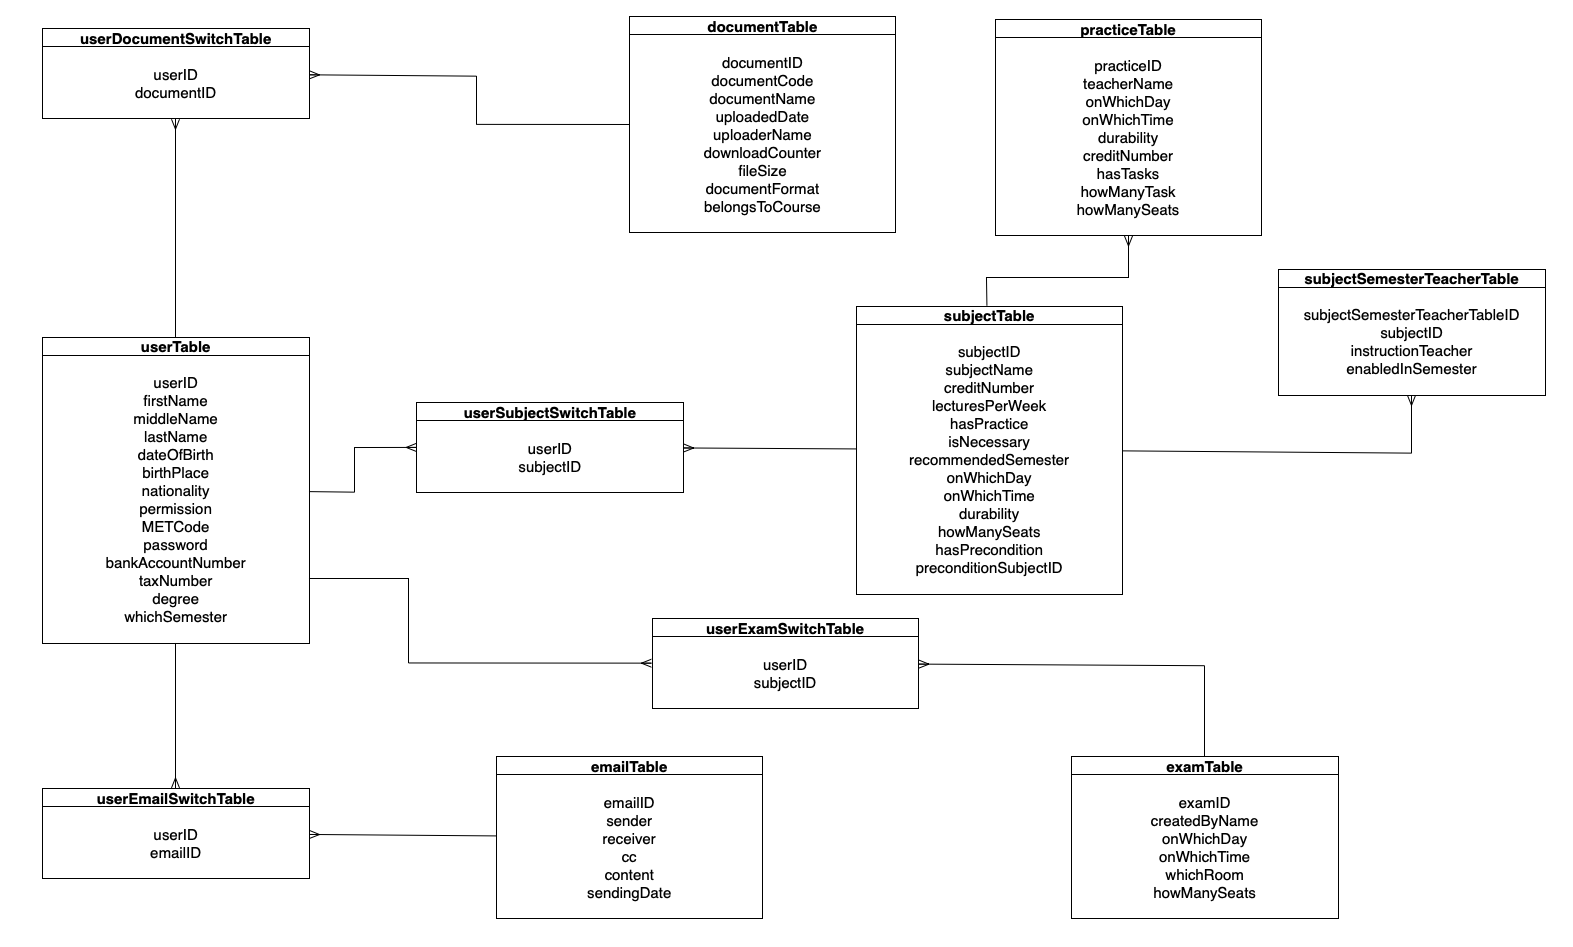 userDocumentSwitchTable
userID
documentID
documentTable
documentID
documentCode
documentName
uploadedDate
uploaderName
downloadCounter
fileSize
documentFormat
belongsToCourse
practiceTable
practiceID
teacherName
onWhichDay
onWhichTime
durability
creditNumber
hasTasks
howManyTask
howManySeats
subjectSemesterTeacherTable
subjectSemesterTeacherTableID
subjectID
instructionTeacher
enabledInSemester
userTable
userID
firstName
middleName
lastName
dateOfBirth
birthPlace
nationality
permission
METCode
password
bankAccountNumber
taxNumber
degree
whichSemester
userSubjectSwitchTable
userID
subjectID
subjectTable
subjectID
subjectName
creditNumber
lecturesPerWeek
hasPractice
isNecessary
recommendedSemester
onWhichDay
onWhichTime
durability
howManySeats
hasPrecondition
preconditionSubjectID
userExamSwitchTable
userID
subjectID
userEmailSwitchTable
userID
emailID
emailTable
emailID
sender
receiver
cc
content
sendingDate
examTable
examID
createdByName
onWhichDay
onWhichTime
whichRoom
howManySeats